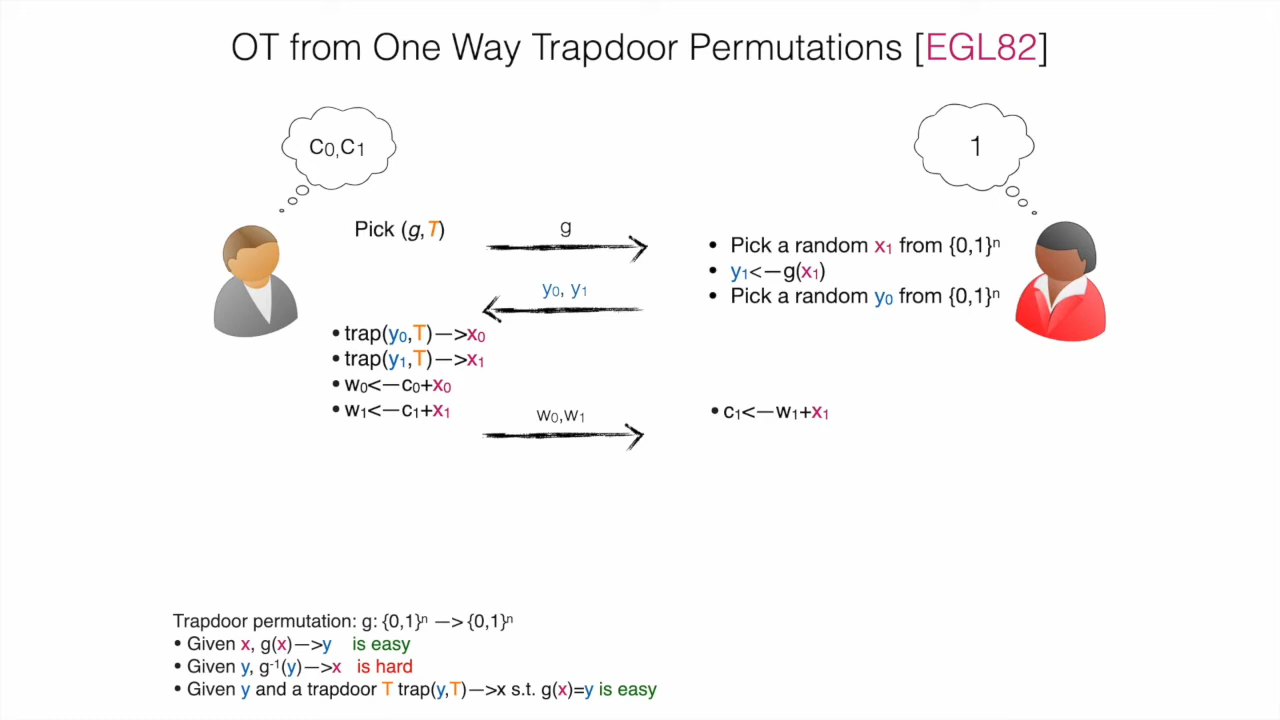 OT from One Way Trapdoor Permutations [EGL82]
c₀,c₁
1
Pick (g,T)
g
• Pick a random x₁ from {0,1}ⁿ
• y₁<—g(x₁)
• Pick a random y₀ from {0,1}ⁿ
y₀, y₁
• trap(y₀,T)—>x₀
• trap(y₁,T)—>x₁
• w₀<—c₀+x₀
• w₁<—c₁+x₁
w₀,w₁
• c₁<—w₁+x₁
Trapdoor permutation: g: {0,1}ⁿ —> {0,1}ⁿ
• Given x, g(x)—>y is easy
• Given y, g⁻¹(y)—>x is hard
• Given y and a trapdoor T trap(y,T)—>x s.t. g(x)=y is easy